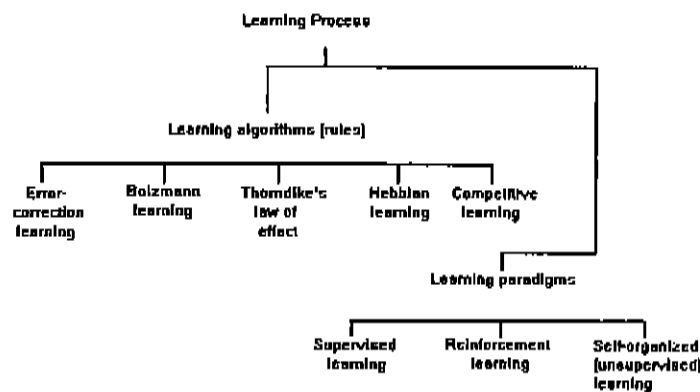 Learning Process
Learning algorithms (rules)
Error-
correction
learning
Bolzmann
learning
Thorndike's
law of
effect
Hebbian
learning
Competitive
learning
Learning paradigms
Supervised
learning
Reinforcement
learning
Self-organized
(unsupervised)
learning